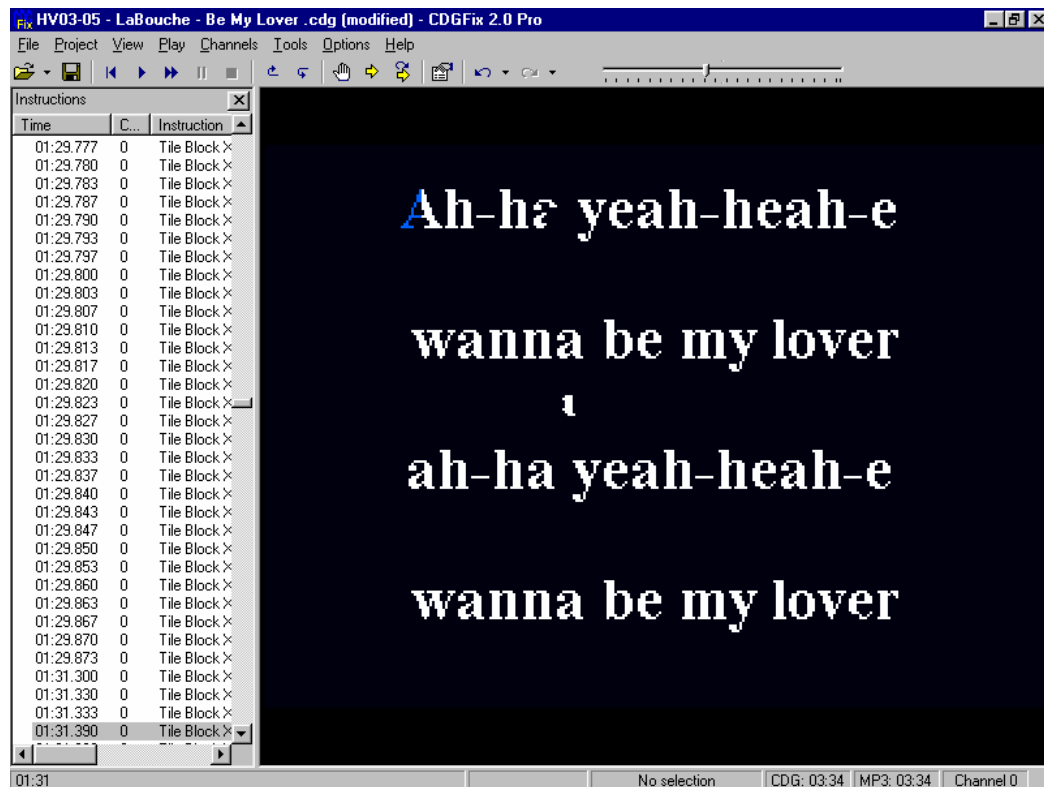 Fix HV03-05 - LaBouche - Be My Lover .cdg (modified) - CDGFix 2.0 Pro
File Project View Play Channels Tools Options Help
Instructions
Time C... Instruction
01:29.777 0 Tile Block X
01:29.780 0 Tile Block X
01:29.783 0 Tile Block X
01:29.787 0 Tile Block X
01:29.790 0 Tile Block X
01:29.793 0 Tile Block X
01:29.797 0 Tile Block X
01:29.800 0 Tile Block X
01:29.803 0 Tile Block X
01:29.807 0 Tile Block X
01:29.810 0 Tile Block X
01:29.813 0 Tile Block X
01:29.817 0 Tile Block X
01:29.820 0 Tile Block X
01:29.823 0 Tile Block X
01:29.827 0 Tile Block X
01:29.830 0 Tile Block X
01:29.833 0 Tile Block X
01:29.837 0 Tile Block X
01:29.840 0 Tile Block X
01:29.843 0 Tile Block X
01:29.847 0 Tile Block X
01:29.850 0 Tile Block X
01:29.853 0 Tile Block X
01:29.860 0 Tile Block X
01:29.863 0 Tile Block X
01:29.867 0 Tile Block X
01:29.870 0 Tile Block X
01:29.873 0 Tile Block X
01:31.300 0 Tile Block X
01:31.330 0 Tile Block X
01:31.333 0 Tile Block X
01:31.390 0 Tile Block X
Ah-ha yeah-heah-e
wanna be my lover
ah-ha yeah-heah-e
wanna be my lover
01:31 No selection CDG: 03:34 MP3: 03:34 Channel 0